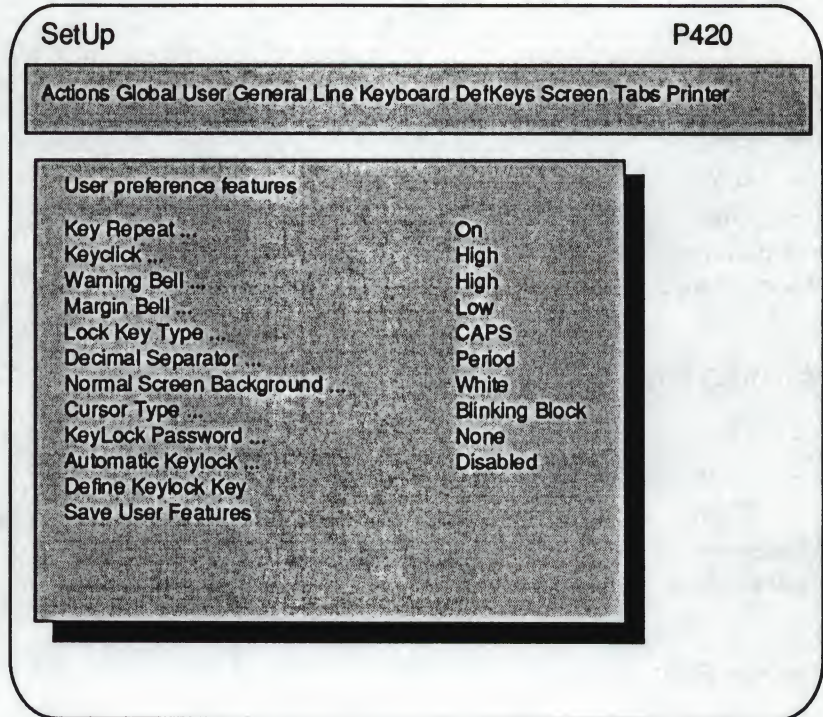 SetUp P420
Actions Global User General Line Keyboard DefKeys Screen Tabs Printer
User preference features
Key Repeat ... On
Keyclick ... High
Warning Bell ... High
Margin Bell ... Low
Lock Key Type ... CAPS
Decimal Separator ... Period
Normal Screen Background ... White
Cursor Type ... Blinking Block
KeyLock Password ... None
Automatic Keylock ... Disabled
Define Keylock Key
Save User Features